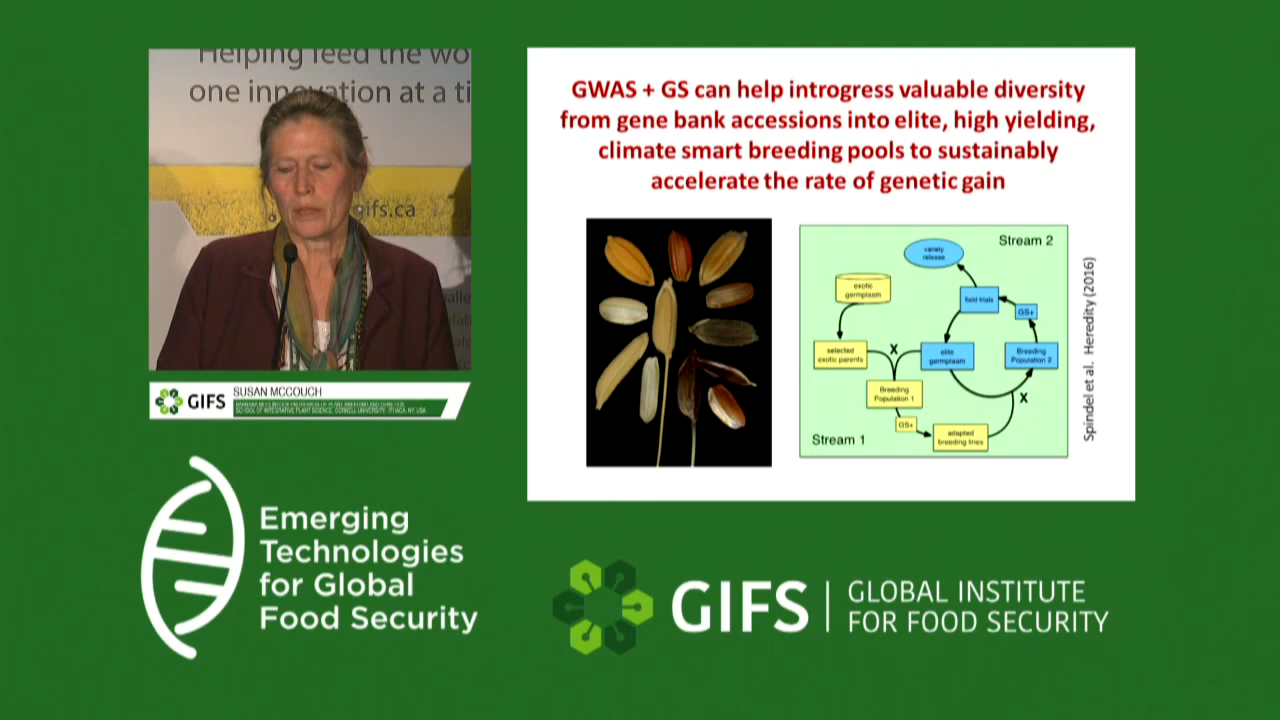 Helping feed the wo
one innovation at a ti
gifs.ca
GIFS
SUSAN MCCOUCH
SCHOOL OF INTEGRATIVE PLANT SCIENCE, CORNELL UNIVERSITY, ITHACA, NY, USA
Emerging
Technologies
for Global
Food Security
GWAS + GS can help introgress valuable diversity
from gene bank accessions into elite, high yielding,
climate smart breeding pools to sustainably
accelerate the rate of genetic gain
Stream 2
variety
release
exotic
germplasm
field trials
GS+
selected
exotic parents
X
elite
germplasm
Breeding
Population 2
Breeding
Population 1
X
GS+
adapted
breeding lines
Stream 1
Spindel et al. Heredity (2016)
GIFS
GLOBAL INSTITUTE
FOR FOOD SECURITY